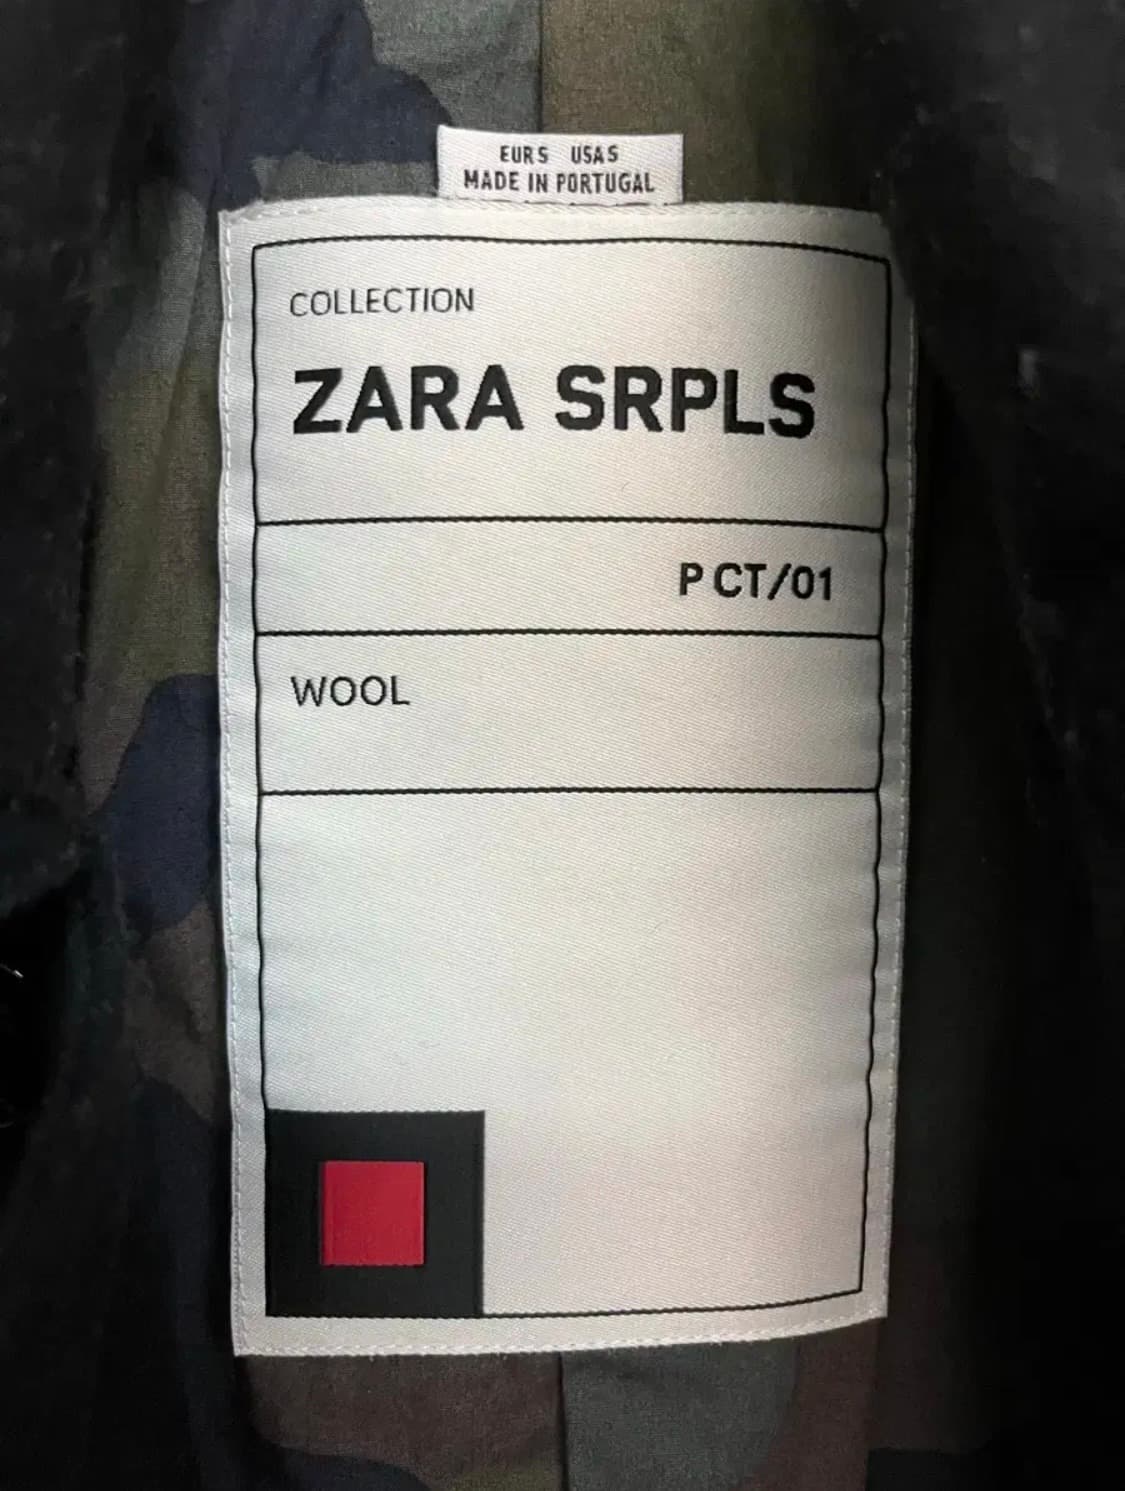 EUR S USA S
MADE IN PORTUGAL
COLLECTION
ZARA SRPLS
P CT/01
WOOL